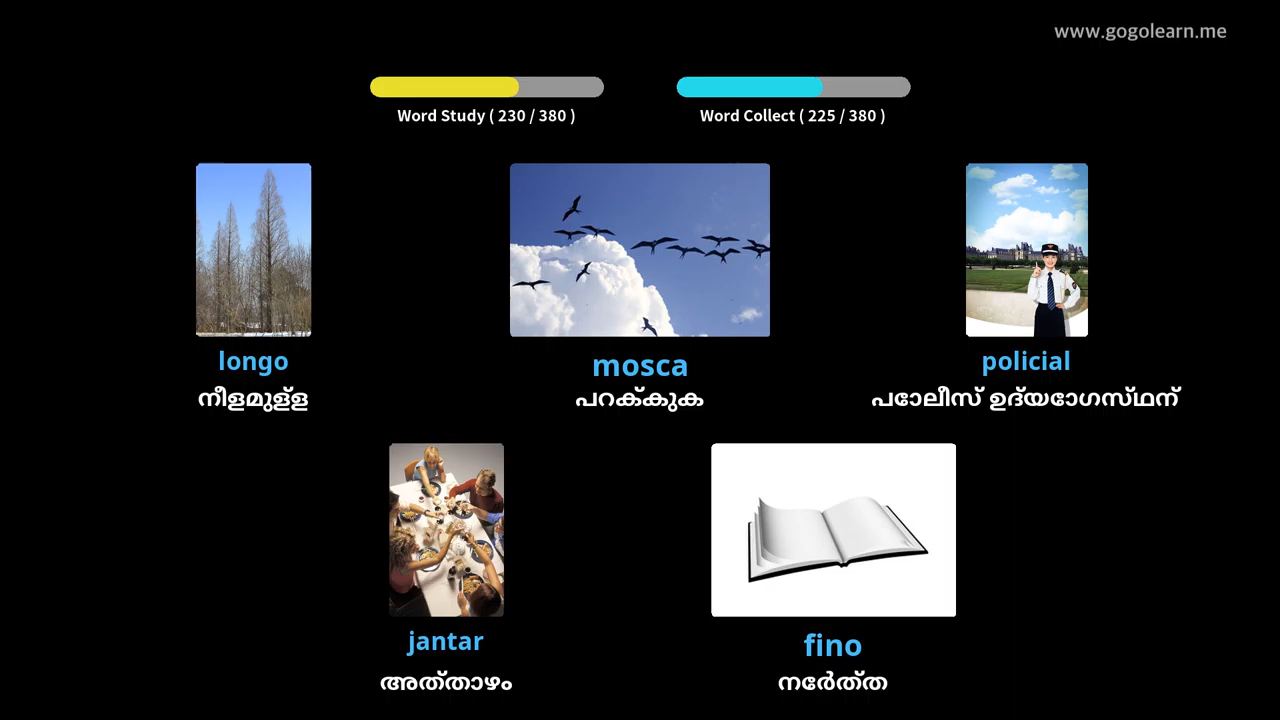 www.gogolearn.me
Word Study ( 230 / 380 )
Word Collect ( 225 / 380 )
longo
mosca
policial
നീളമുള്ള
പറക്കുക
പോലീസ് ഉദ്യോഗസ്ഥന്
jantar
fino
അത്താഴം
നേര്ത്ത